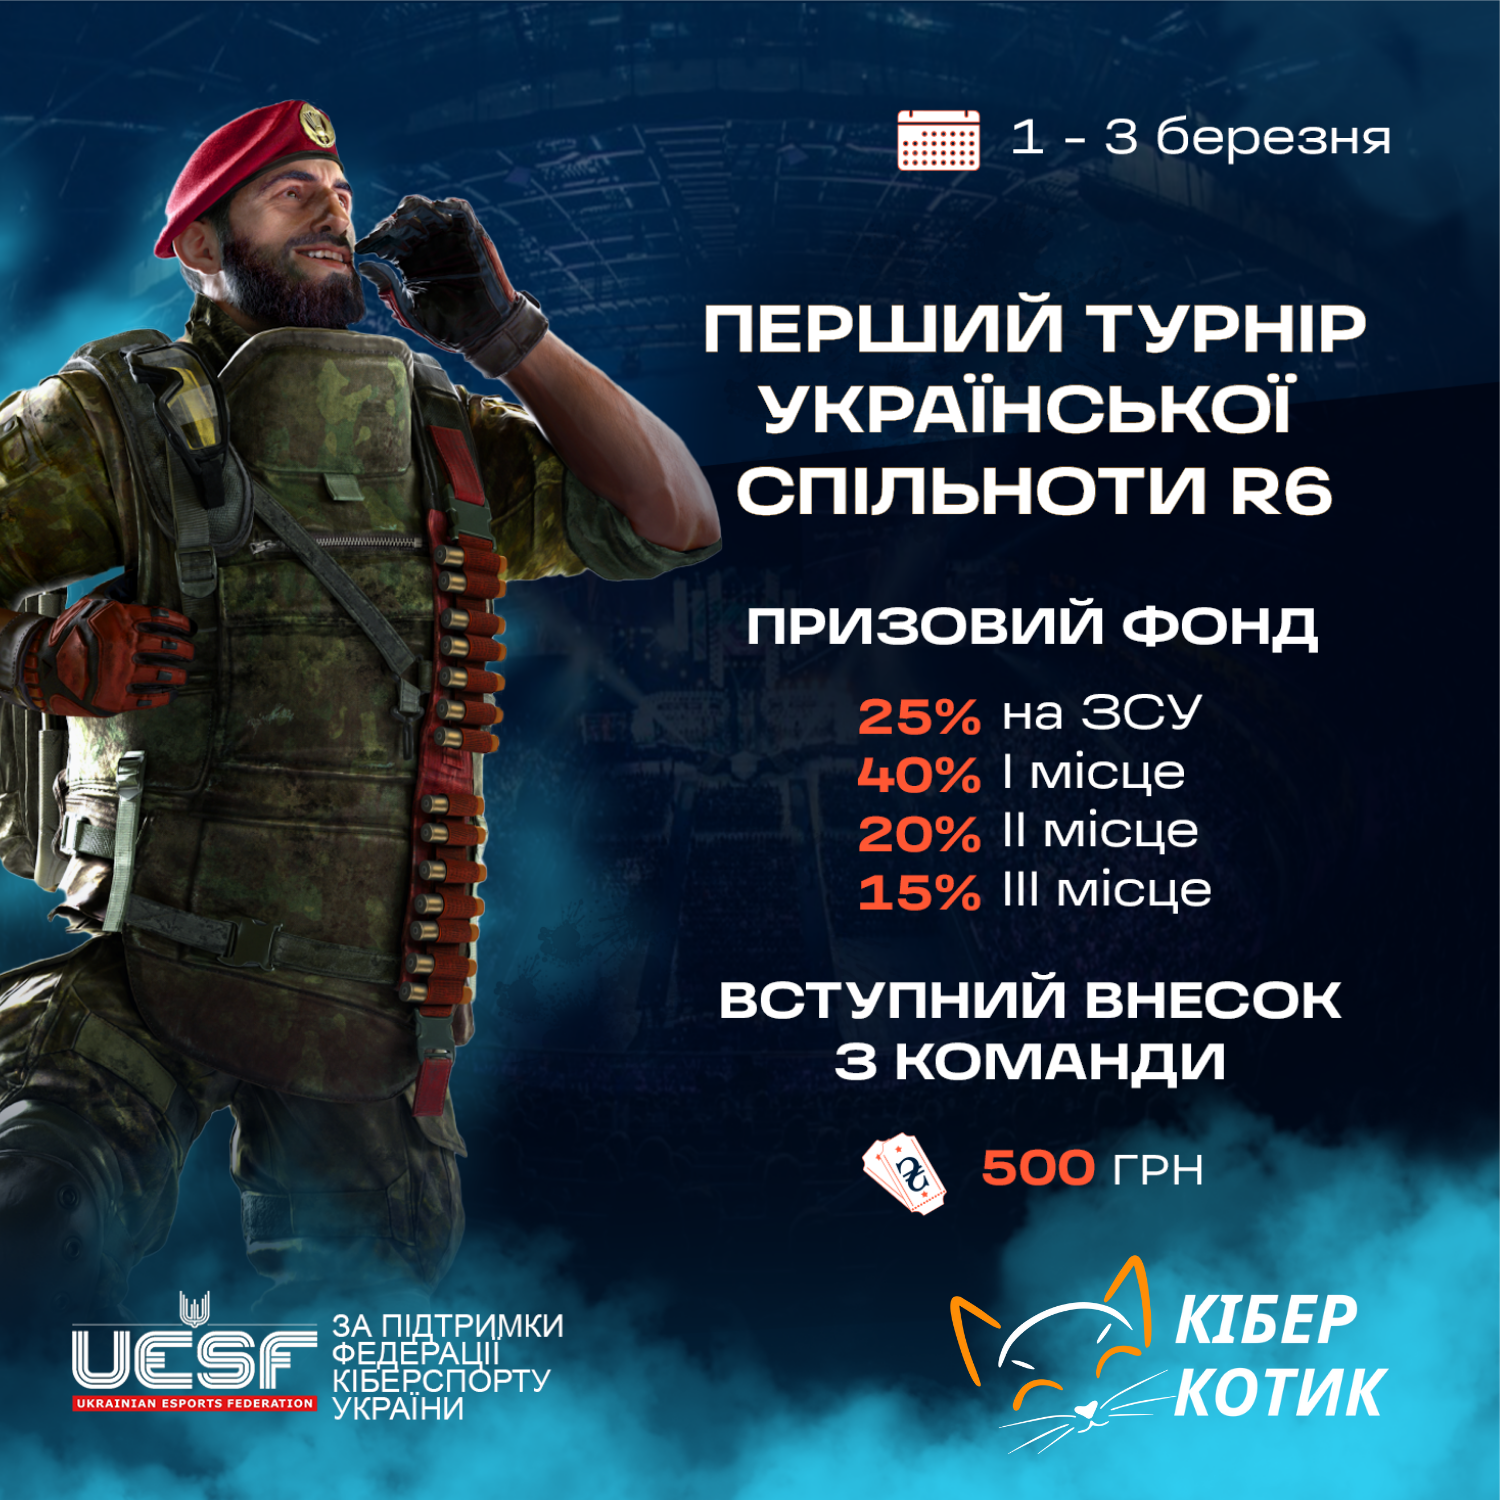 1 - 3 березня
ПЕРШИЙ ТУРНІР
УКРАЇНСЬКОЇ
СПІЛЬНОТИ R6
ПРИЗОВИЙ ФОНД
25% на ЗСУ
40% I місце
20% II місце
15% III місце
ВСТУПНИЙ ВНЕСОК
З КОМАНДИ
₴
500 ГРН
UESF
UKRAINIAN ESPORTS FEDERATION
ЗА ПІДТРИМКИ
ФЕДЕРАЦІЇ
КІБЕРСПОРТУ
УКРАЇНИ
КІБЕР
КОТИК